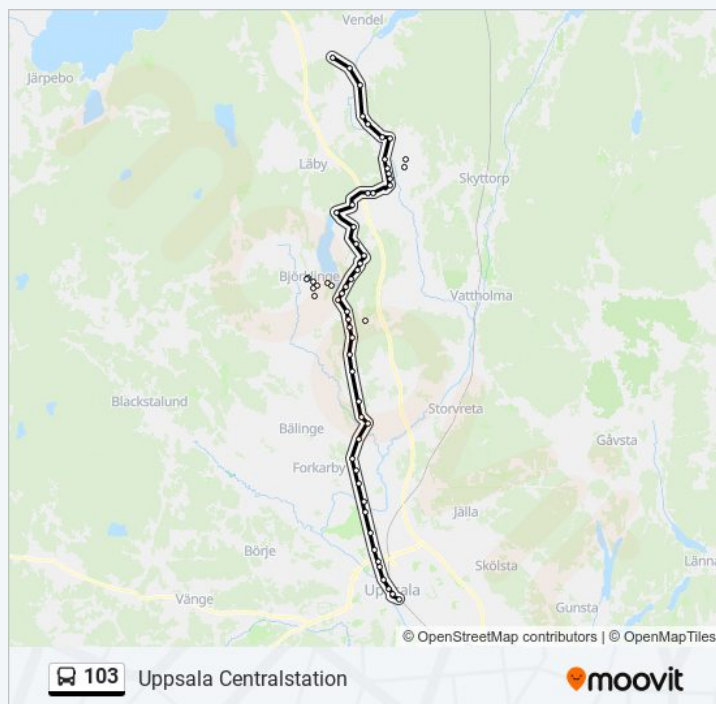 Vendel
Järpebo
Läby
Skyttorp
Björklinge
Vattholma
Blackstalund
Storvreta
Bälinge
Gåvsta
Forkarby
Jälla
Börje
Skölsta
Länna
Uppsala
Vänge
Gunsta
© OpenStreetMap contributors | © OpenMapTiles
103 Uppsala Centralstation
moovit